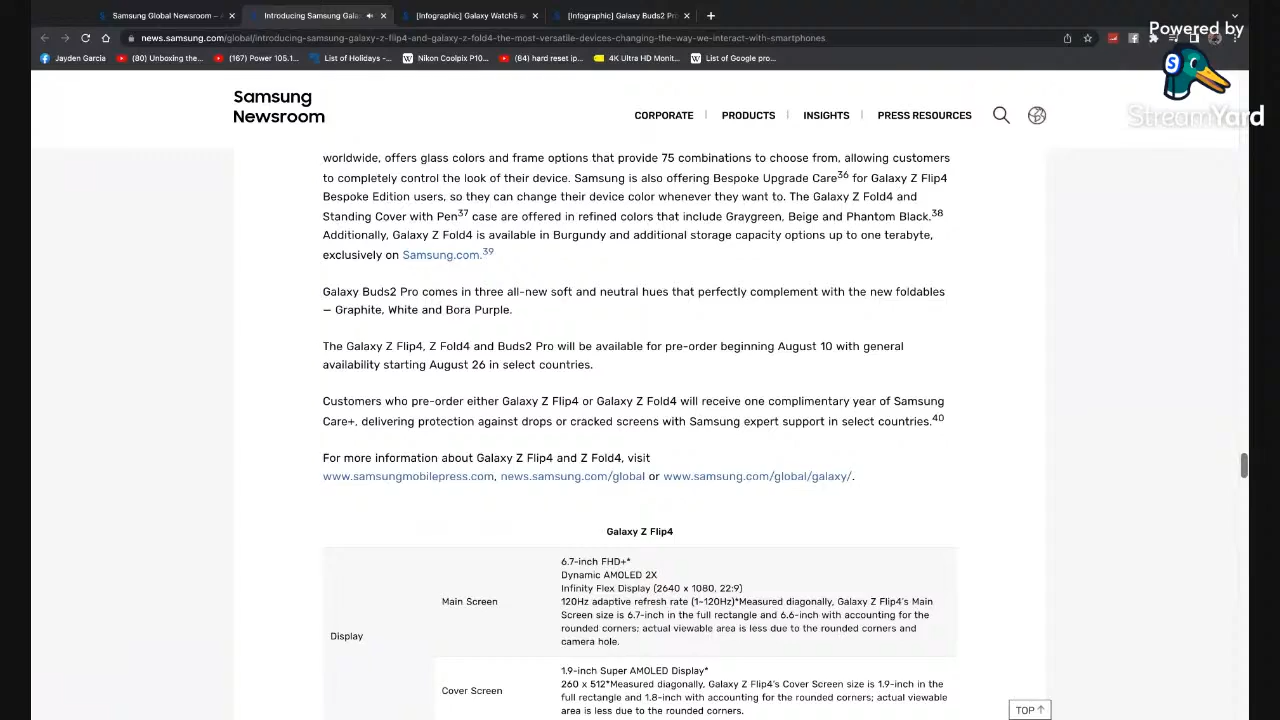 Samsung Global Newsroom –
Introducing Samsung Gala
[Infographic] Galaxy Watch5 a
[Infographic] Galaxy Buds2 Pro
news.samsung.com/global/introducing-samsung-galaxy-z-flip4-and-galaxy-z-fold4-the-most-versatile-devices-changing-the-way-we-interact-with-smartphones
Powered by
StreamYard
Jayden Garcia
(80) Unboxing the...
(167) Power 105.1...
List of Holidays -...
Nikon Coolpix P10...
(84) hard reset ip...
4K Ultra HD Monit...
List of Google pro...
Samsung
Newsroom
CORPORATE | PRODUCTS | INSIGHTS | PRESS RESOURCES
worldwide, offers glass colors and frame options that provide 75 combinations to choose from, allowing customers
to completely control the look of their device. Samsung is also offering Bespoke Upgrade Care36 for Galaxy Z Flip4
Bespoke Edition users, so they can change their device color whenever they want to. The Galaxy Z Fold4 and
Standing Cover with Pen37 case are offered in refined colors that include Graygreen, Beige and Phantom Black.38
Additionally, Galaxy Z Fold4 is available in Burgundy and additional storage capacity options up to one terabyte,
exclusively on Samsung.com.39
Galaxy Buds2 Pro comes in three all-new soft and neutral hues that perfectly complement with the new foldables
— Graphite, White and Bora Purple.
The Galaxy Z Flip4, Z Fold4 and Buds2 Pro will be available for pre-order beginning August 10 with general
availability starting August 26 in select countries.
Customers who pre-order either Galaxy Z Flip4 or Galaxy Z Fold4 will receive one complimentary year of Samsung
Care+, delivering protection against drops or cracked screens with Samsung expert support in select countries.40
For more information about Galaxy Z Flip4 and Z Fold4, visit
www.samsungmobilepress.com, news.samsung.com/global or www.samsung.com/global/galaxy/.
Galaxy Z Flip4
Display
Main Screen
6.7-inch FHD+*
Dynamic AMOLED 2X
Infinity Flex Display (2640 x 1080, 22:9)
120Hz adaptive refresh rate (1~120Hz)*Measured diagonally, Galaxy Z Flip4's Main
Screen size is 6.7-inch in the full rectangle and 6.6-inch with accounting for the
rounded corners; actual viewable area is less due to the rounded corners and
camera hole.
Cover Screen
1.9-inch Super AMOLED Display*
260 x 512*Measured diagonally, Galaxy Z Flip4's Cover Screen size is 1.9-inch in the
full rectangle and 1.8-inch with accounting for the rounded corners; actual viewable
area is less due to the rounded corners.
TOP